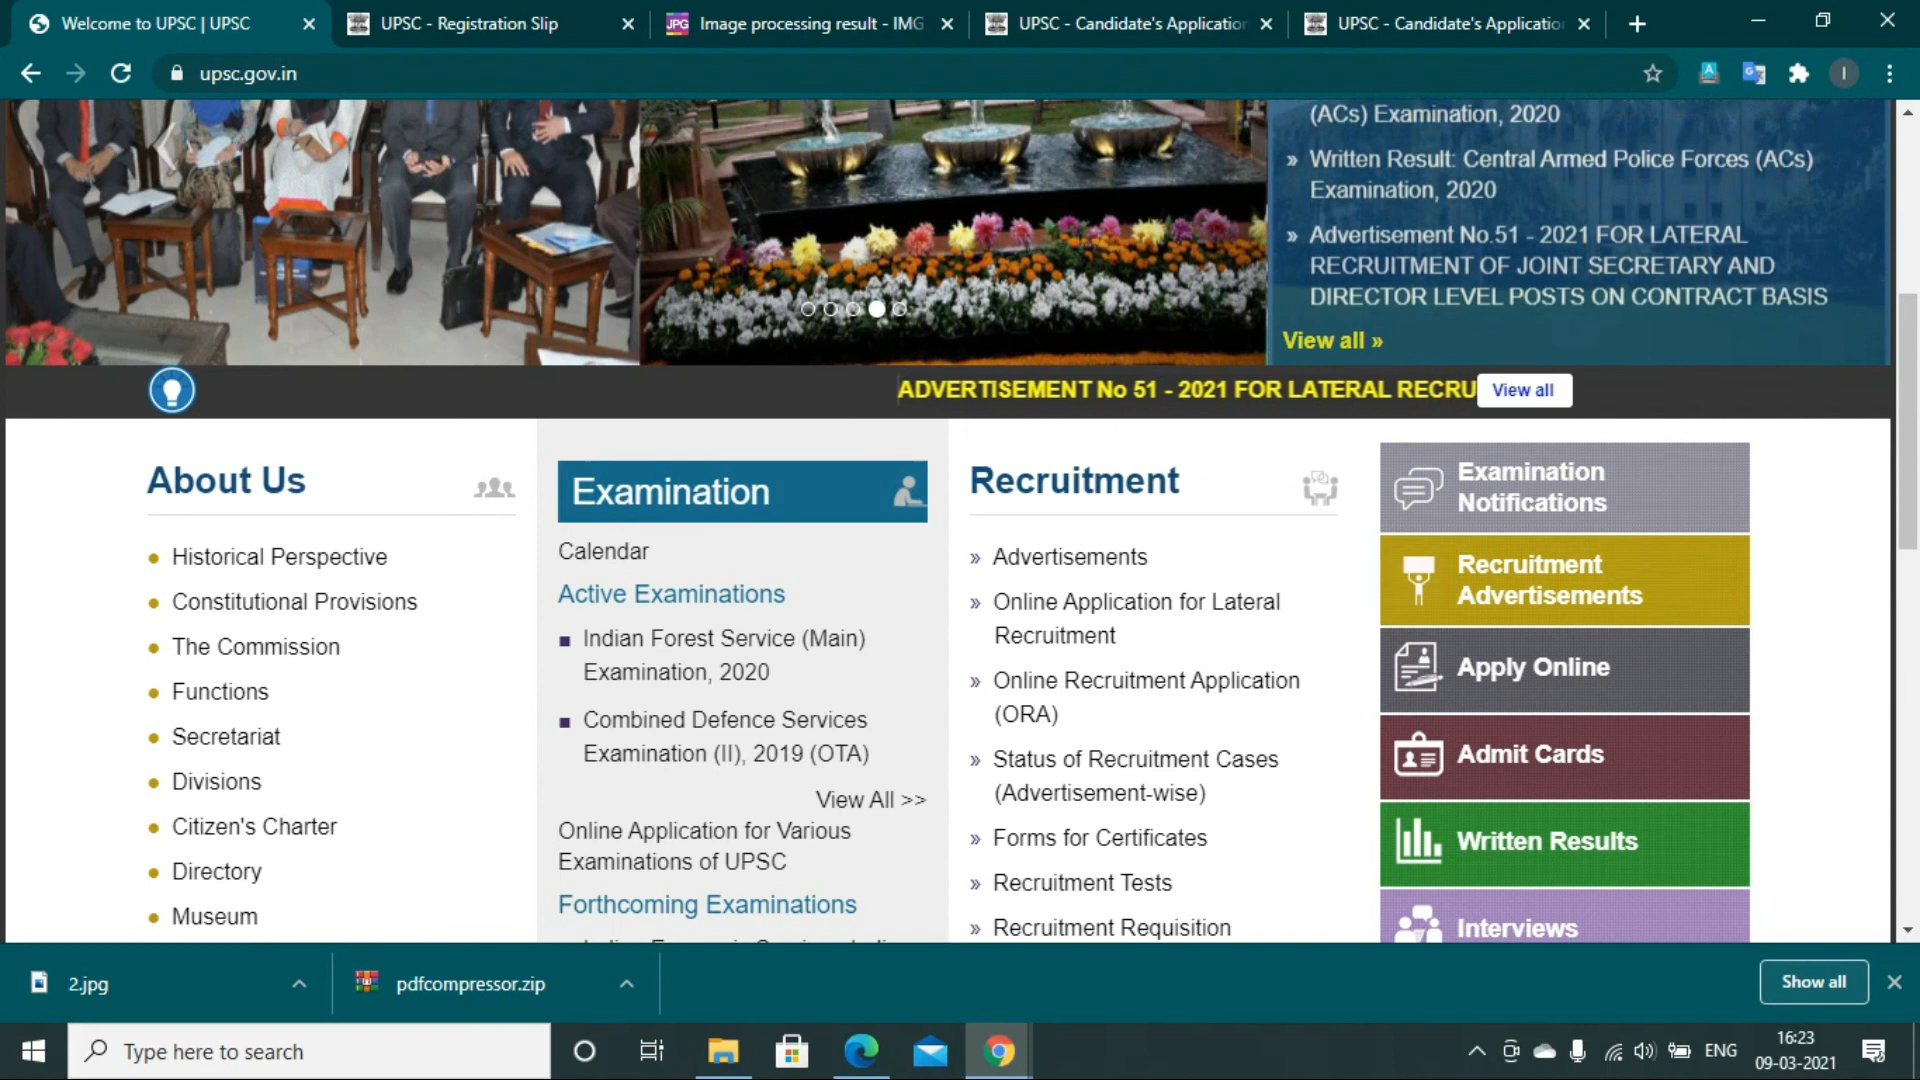 Welcome to UPSC | UPSC
UPSC - Registration Slip
Image processing result - IMG
UPSC - Candidate's Application
UPSC - Candidate's Application
upsc.gov.in
(ACs) Examination, 2020
» Written Result: Central Armed Police Forces (ACs)
Examination, 2020
» Advertisement No.51 - 2021 FOR LATERAL
RECRUITMENT OF JOINT SECRETARY AND
DIRECTOR LEVEL POSTS ON CONTRACT BASIS
View all »
ADVERTISEMENT No 51 - 2021 FOR LATERAL RECRU
View all
About Us
Historical Perspective
Constitutional Provisions
The Commission
Functions
Secretariat
Divisions
Citizen's Charter
Directory
Museum
Examination
Calendar
Active Examinations
Indian Forest Service (Main)
Examination, 2020
Combined Defence Services
Examination (II), 2019 (OTA)
View All >>
Online Application for Various
Examinations of UPSC
Forthcoming Examinations
Recruitment
» Advertisements
» Online Application for Lateral
Recruitment
» Online Recruitment Application
(ORA)
» Status of Recruitment Cases
(Advertisement-wise)
» Forms for Certificates
» Recruitment Tests
» Recruitment Requisition
Examination
Notifications
Recruitment
Advertisements
Apply Online
Admit Cards
Written Results
Interviews
2.jpg
pdfcompressor.zip
Show all
Type here to search
ENG
16:23
09-03-2021